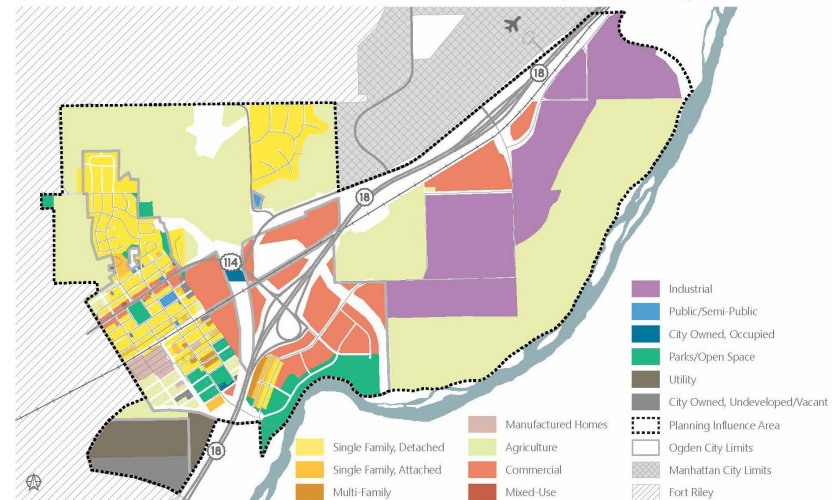 18
18
114
18
Industrial
Public/Semi-Public
City Owned, Occupied
Parks/Open Space
Utility
City Owned, Undeveloped/Vacant
Planning Influence Area
Ogden City Limits
Manhattan City Limits
Fort Riley
Manufactured Homes
Agriculture
Commercial
Mixed-Use
Single Family, Detached
Single Family, Attached
Multi-Family